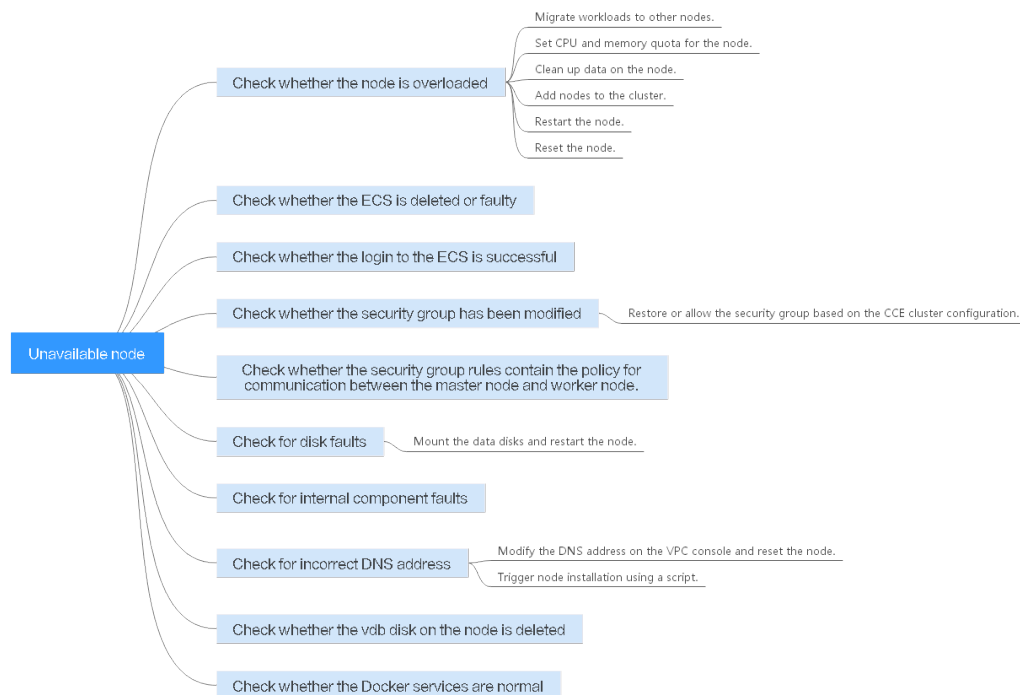 Unavailable node
Check whether the node is overloaded
Migrate workloads to other nodes.
Set CPU and memory quota for the node.
Clean up data on the node.
Add nodes to the cluster.
Restart the node.
Reset the node.
Check whether the ECS is deleted or faulty
Check whether the login to the ECS is successful
Check whether the security group has been modified
Restore or allow the security group based on the CCE cluster configuration.
Check whether the security group rules contain the policy for
communication between the master node and worker node.
Check for disk faults
Mount the data disks and restart the node.
Check for internal component faults
Check for incorrect DNS address
Modify the DNS address on the VPC console and reset the node.
Trigger node installation using a script.
Check whether the vdb disk on the node is deleted
Check whether the Docker services are normal